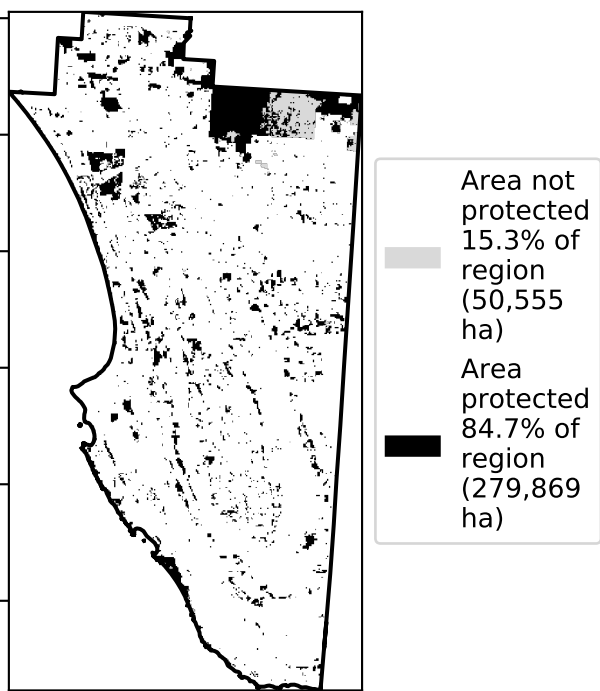 Area not
protected
15.3% of
region
(50,555
ha)
Area
protected
84.7% of
region
(279,869
ha)